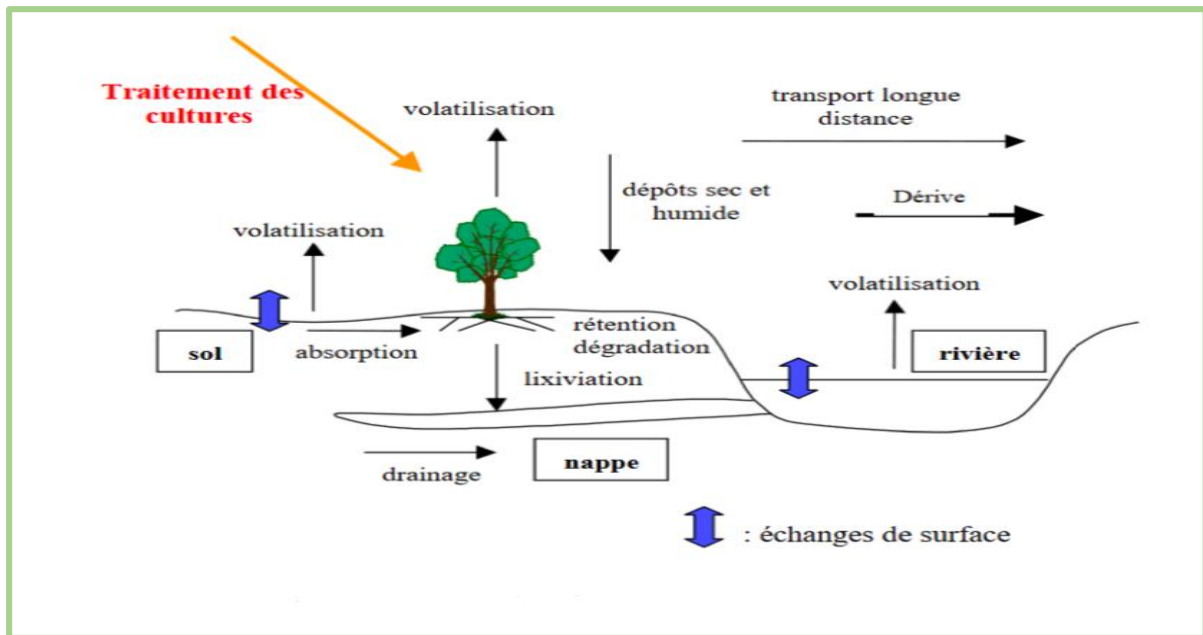 Traitement des
cultures
volatilisation
transport longue
distance
dépôts sec et
humide
Dérive
volatilisation
volatilisation
sol
absorption
rétention
dégradation
rivière
lixiviation
drainage
nappe
: échanges de surface